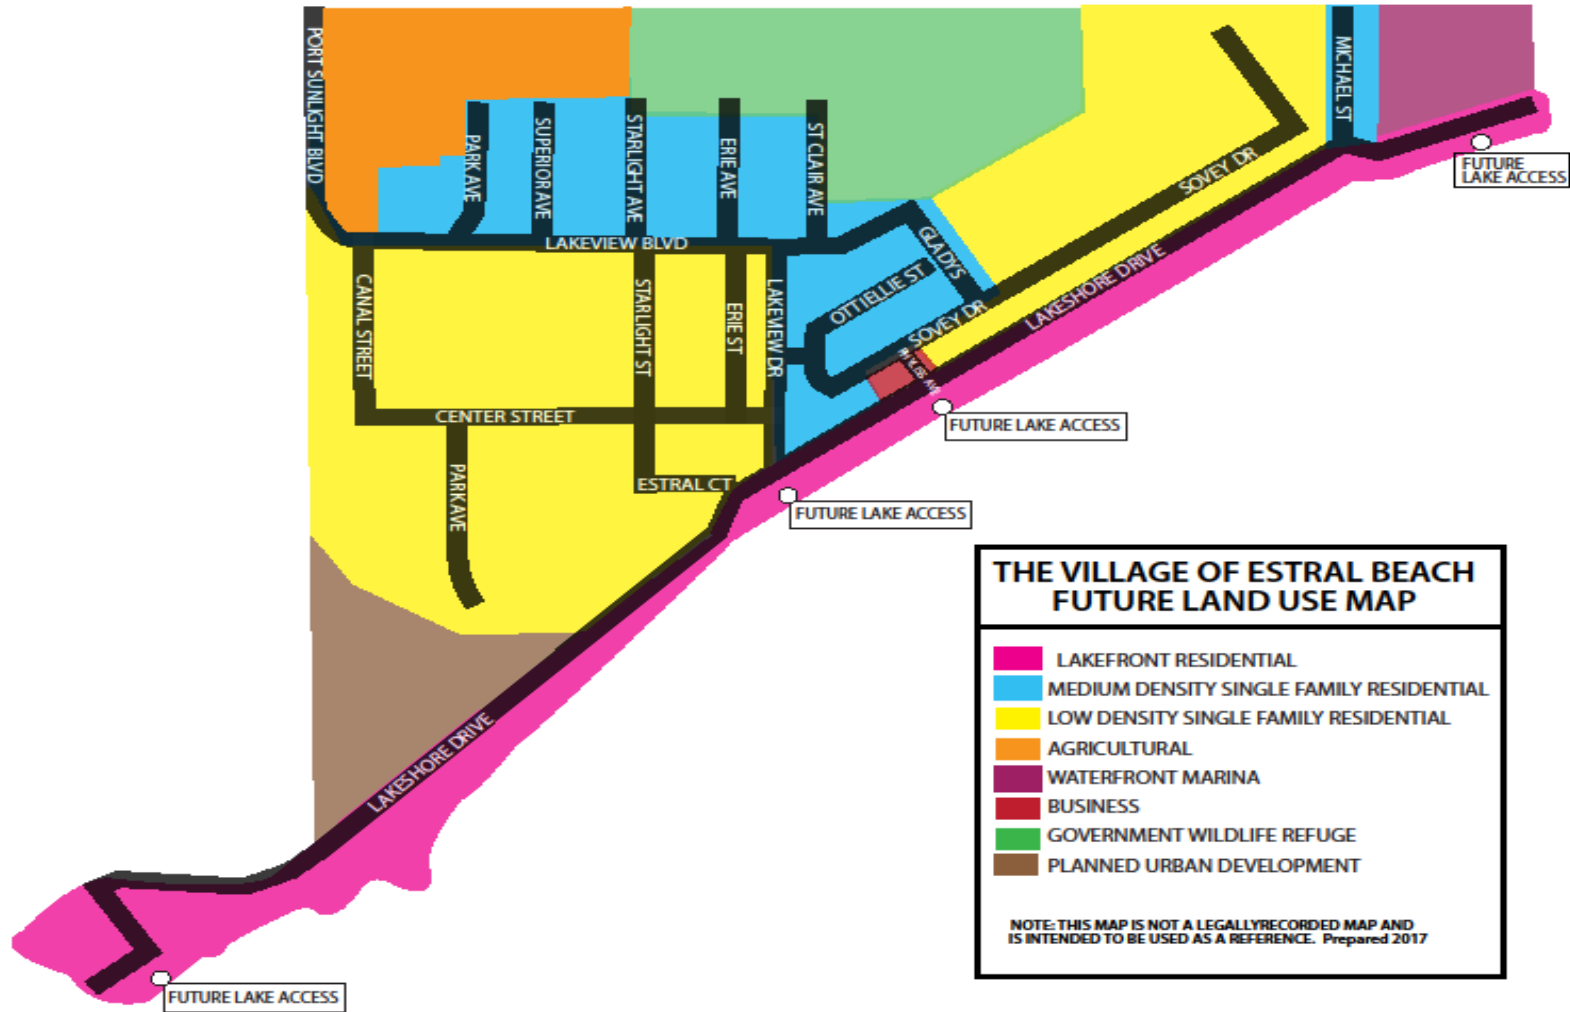 PORT SUNLIGHT BLVD
PARK AVE
SUPERIOR AVE
STARLIGHT AVE
ERIE AVE
ST CLAIR AVE
MICHAEL ST
SOVEY DR
FUTURE
LAKE ACCESS
LAKEVIEW BLVD
GLADYS
OTTIELLIE ST
SOVEY DR
LAKESHORE DRIVE
CANAL STREET
STARLIGHT ST
ERIE ST
LAKEVIEW DR
AVE
CENTER STREET
FUTURE LAKE ACCESS
PARK AVE
ESTRAL CT
FUTURE LAKE ACCESS
LAKESHORE DRIVE
FUTURE LAKE ACCESS
THE VILLAGE OF ESTRAL BEACH
FUTURE LAND USE MAP
LAKEFRONT RESIDENTIAL
MEDIUM DENSITY SINGLE FAMILY RESIDENTIAL
LOW DENSITY SINGLE FAMILY RESIDENTIAL
AGRICULTURAL
WATERFRONT MARINA
BUSINESS
GOVERNMENT WILDLIFE REFUGE
PLANNED URBAN DEVELOPMENT
NOTE: THIS MAP IS NOT A LEGALLYRECORDED MAP AND
IS INTENDED TO BE USED AS A REFERENCE. Prepared 2017